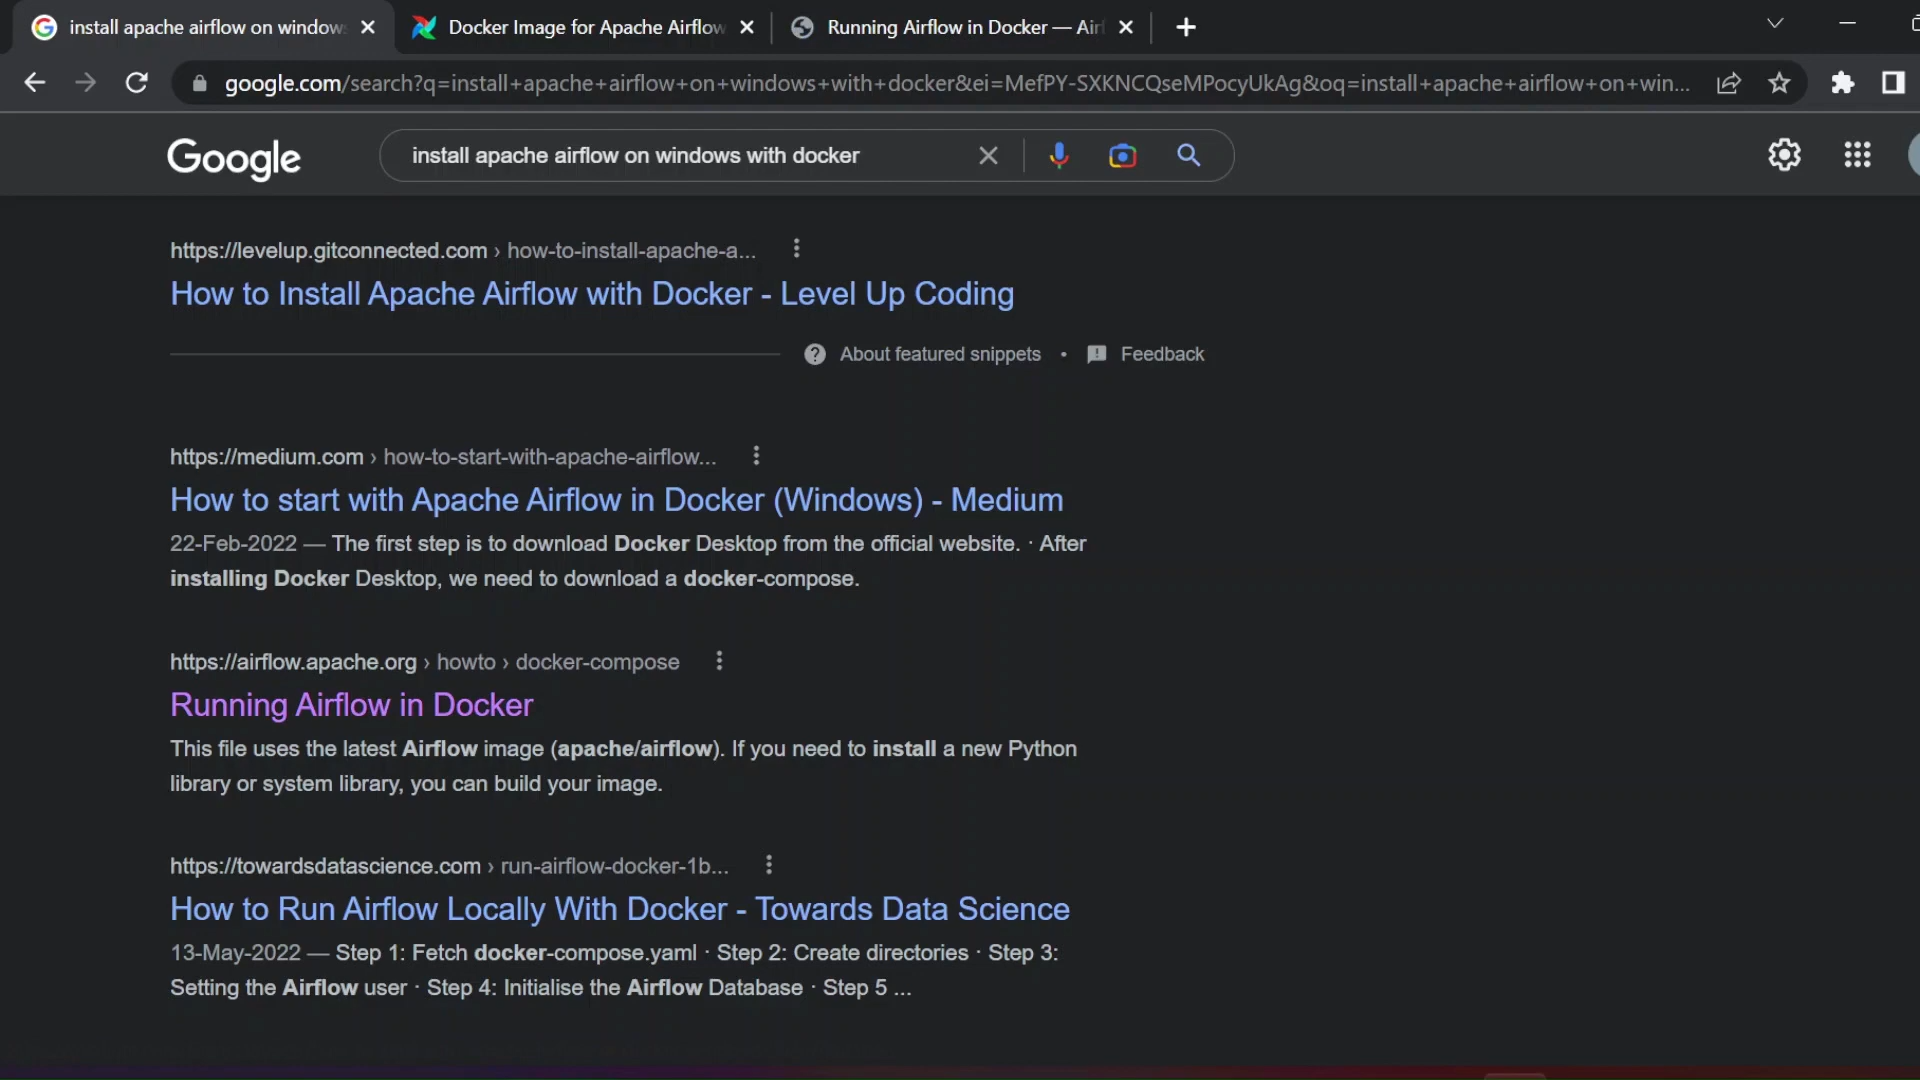 install apache airflow on window
Docker Image for Apache Airflow
Running Airflow in Docker — Air
google.com/search?q=install+apache+airflow+on+windows+with+docker&ei=MefPY-SXKNCQseMPocyUkAg&oq=install+apache+airflow+on+win...
Google
install apache airflow on windows with docker
https://levelup.gitconnected.com › how-to-install-apache-a...
How to Install Apache Airflow with Docker - Level Up Coding
About featured snippets • Feedback
https://medium.com › how-to-start-with-apache-airflow...
How to start with Apache Airflow in Docker (Windows) - Medium
22-Feb-2022 — The first step is to download Docker Desktop from the official website. · After
installing Docker Desktop, we need to download a docker-compose.
https://airflow.apache.org › howto › docker-compose
Running Airflow in Docker
This file uses the latest Airflow image (apache/airflow). If you need to install a new Python
library or system library, you can build your image.
https://towardsdatascience.com › run-airflow-docker-1b...
How to Run Airflow Locally With Docker - Towards Data Science
13-May-2022 — Step 1: Fetch docker-compose.yaml · Step 2: Create directories · Step 3:
Setting the Airflow user · Step 4: Initialise the Airflow Database · Step 5 ...